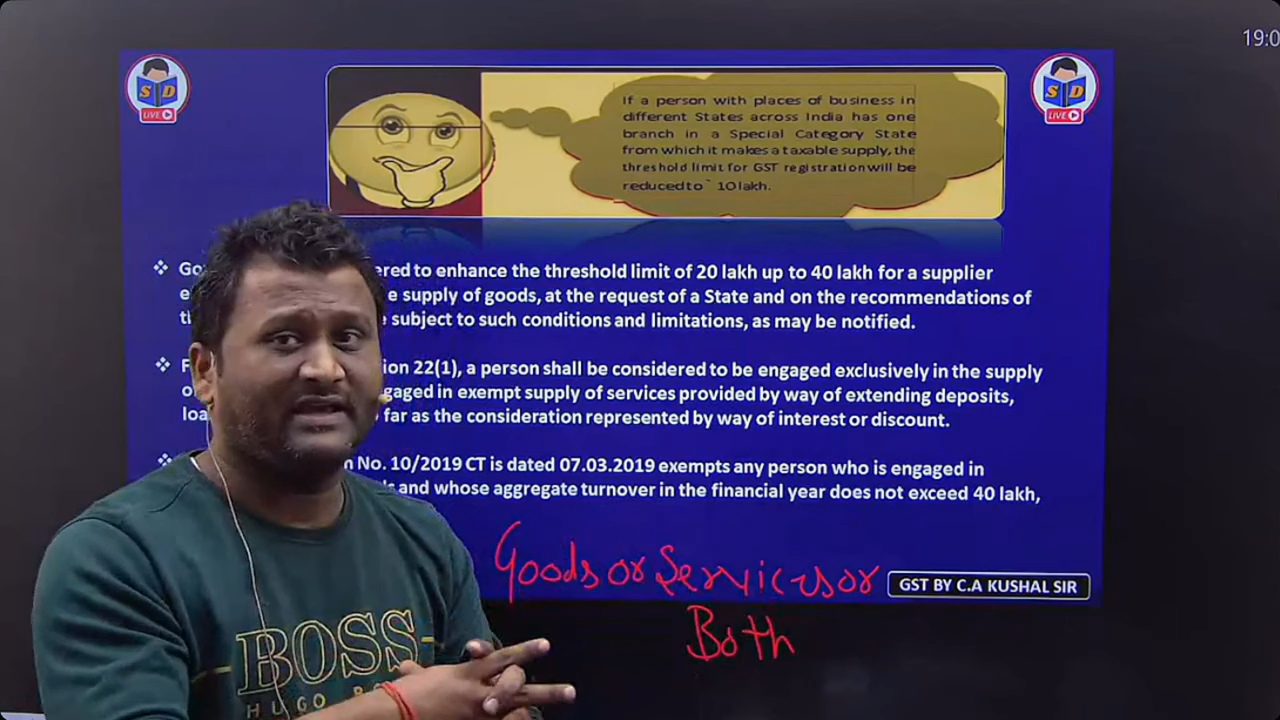 19:0
S D
LIVE
S D
LIVE
If a person with places of business in
different States across India has one
branch in a Special Category State
from which it makes a taxable supply, the
threshold limit for GST registration will be
reduced to ` 10 lakh.
to enhance the threshold limit of 20 lakh up to 40 lakh for a supplier
supply of goods, at the request of a State and on the recommendations of
subject to such conditions and limitations, as may be notified.
22(1), a person shall be considered to be engaged exclusively in the supply
in exempt supply of services provided by way of extending deposits,
far as the consideration represented by way of interest or discount.
No. 10/2019 CT is dated 07.03.2019 exempts any person who is engaged in
and whose aggregate turnover in the financial year does not exceed 40 lakh,
Goods or Services or
Both
GST BY C.A KUSHAL SIR
BOSS
HUGO